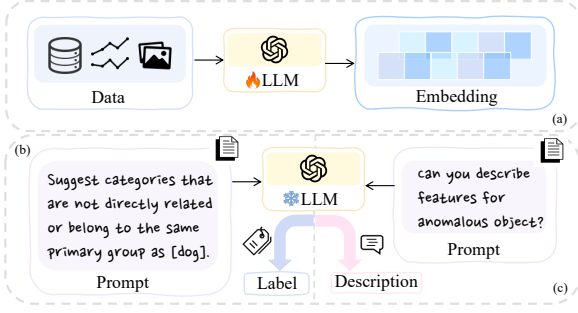 Data
LLM
Embedding
(a)
(b)
Suggest categories that
are not directly related
or belong to the same
primary group as [dog].
Prompt
LLM
Can you describe
features for
anomalous object?
Prompt
Label
Description
(c)